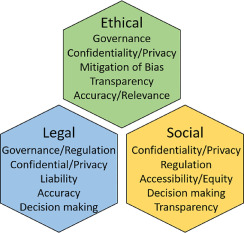 Ethical
Governance
Confidentiality/Privacy
Mitigation of Bias
Transparency
Accuracy/Relevance
Legal
Governance/Regulation
Confidential/Privacy
Liability
Accuracy
Decision making
Social
Confidentiality/Privacy
Regulation
Accessibility/Equity
Decision making
Transparency